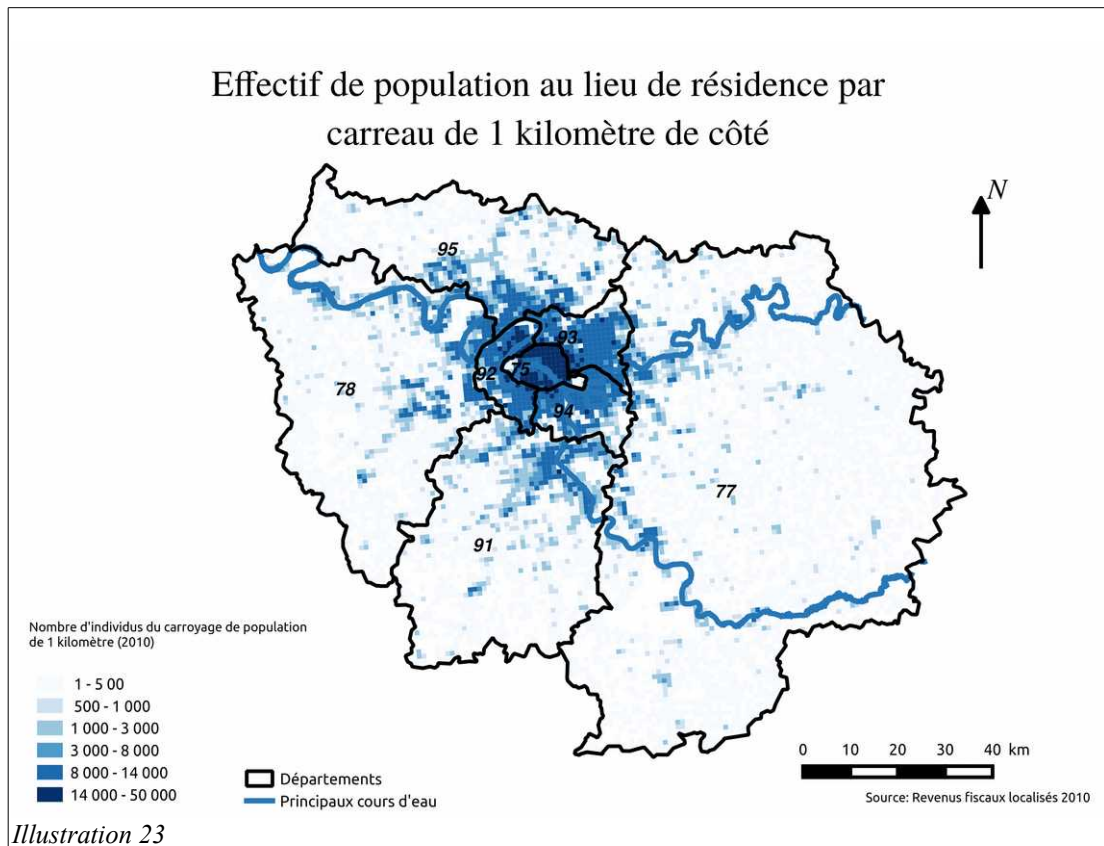 Effectif de population au lieu de résidence par
carreau de 1 kilomètre de côté
N
95
93
92
75
78
94
77
91
Nombre d'individus du carroyage de population
de 1 kilomètre (2010)
1 - 5 00
500 - 1 000
1 000 - 3 000
3 000 - 8 000
8 000 - 14 000
14 000 - 50 000
Départements
Principaux cours d'eau
0 10 20 30 40 km
Source: Revenus fiscaux localisés 2010
Illustration 23